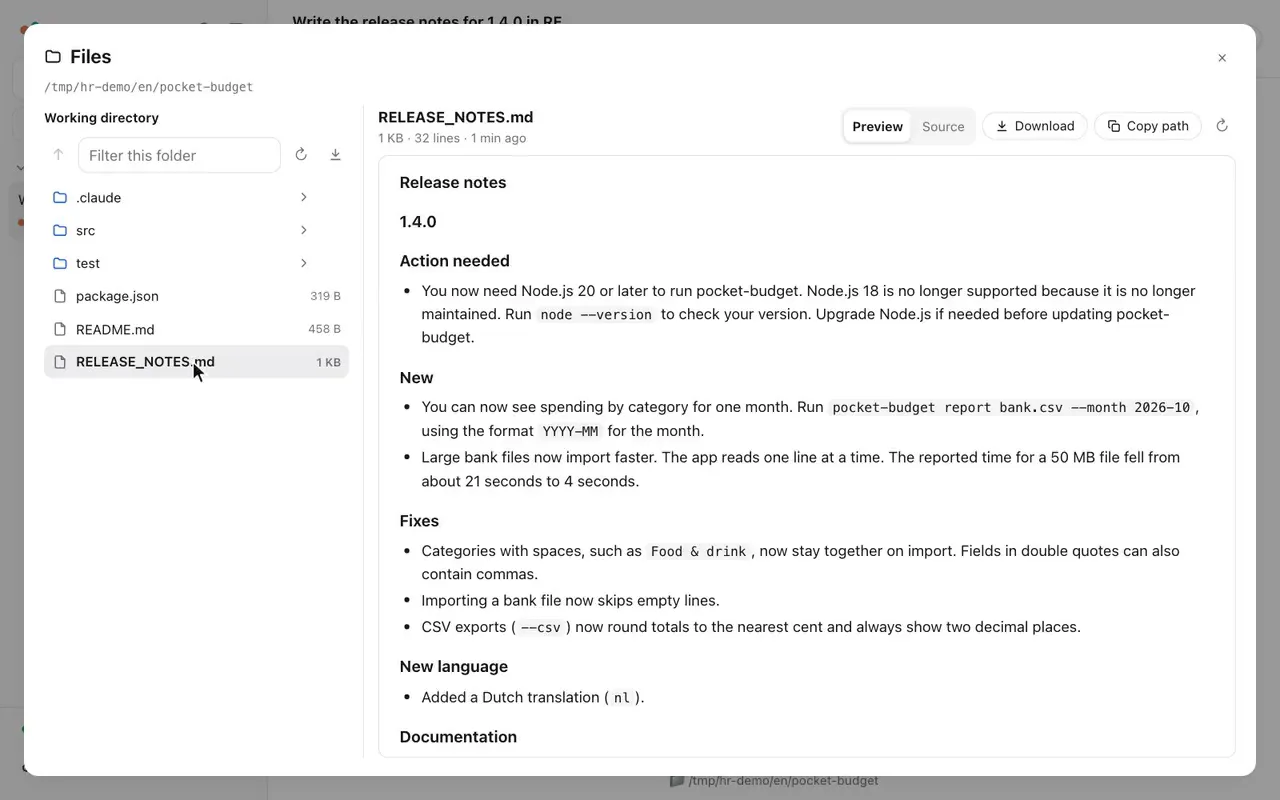 Write the release notes for 1.4.0 in RE
Files
/tmp/hr-demo/en/pocket-budget
Working directory
Filter this folder
.claude
src
test
package.json 319 B
README.md 458 B
RELEASE_NOTES.md 1 KB
RELEASE_NOTES.md
1 KB · 32 lines · 1 min ago
Preview Source Download Copy path
Release notes
1.4.0
Action needed
• You now need Node.js 20 or later to run pocket-budget. Node.js 18 is no longer supported because it is no longer
maintained. Run node --version to check your version. Upgrade Node.js if needed before updating pocket-
budget.
New
• You can now see spending by category for one month. Run pocket-budget report bank.csv --month 2026-10 ,
using the format YYYY-MM for the month.
• Large bank files now import faster. The app reads one line at a time. The reported time for a 50 MB file fell from
about 21 seconds to 4 seconds.
Fixes
• Categories with spaces, such as Food & drink , now stay together on import. Fields in double quotes can also
contain commas.
• Importing a bank file now skips empty lines.
• CSV exports ( --csv ) now round totals to the nearest cent and always show two decimal places.
New language
• Added a Dutch translation ( nl ).
Documentation
/tmp/hr-demo/en/pocket-budget